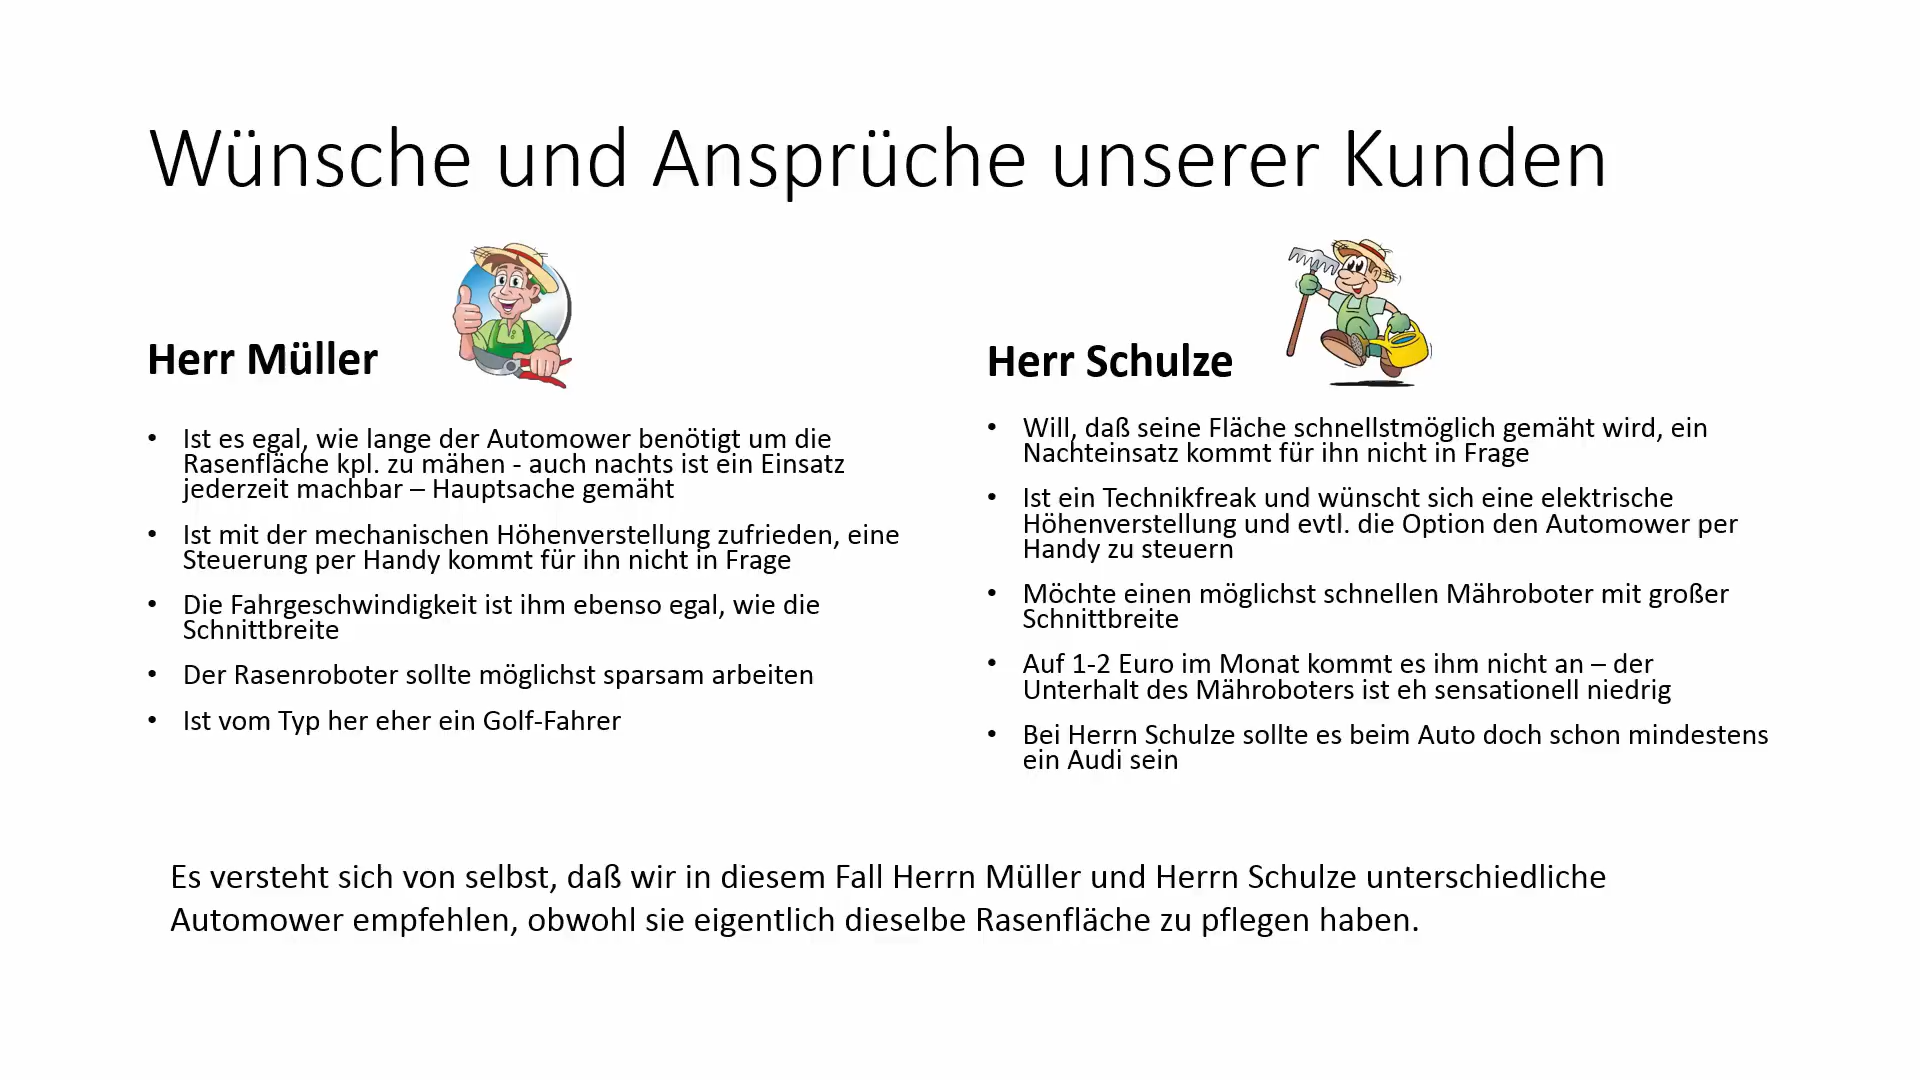 Wünsche und Ansprüche unserer Kunden
Herr Müller
• Ist es egal, wie lange der Automower benötigt um die
Rasenfläche kpl. zu mähen - auch nachts ist ein Einsatz
jederzeit machbar – Hauptsache gemäht
• Ist mit der mechanischen Höhenverstellung zufrieden, eine
Steuerung per Handy kommt für ihn nicht in Frage
• Die Fahrgeschwindigkeit ist ihm ebenso egal, wie die
Schnittbreite
• Der Rasenroboter sollte möglichst sparsam arbeiten
• Ist vom Typ her eher ein Golf-Fahrer
Herr Schulze
• Will, daß seine Fläche schnellstmöglich gemäht wird, ein
Nachteinsatz kommt für ihn nicht in Frage
• Ist ein Technikfreak und wünscht sich eine elektrische
Höhenverstellung und evtl. die Option den Automower per
Handy zu steuern
• Möchte einen möglichst schnellen Mähroboter mit großer
Schnittbreite
• Auf 1-2 Euro im Monat kommt es ihm nicht an – der
Unterhalt des Mähroboters ist eh sensationell niedrig
• Bei Herrn Schulze sollte es beim Auto doch schon mindestens
ein Audi sein
Es versteht sich von selbst, daß wir in diesem Fall Herrn Müller und Herrn Schulze unterschiedliche
Automower empfehlen, obwohl sie eigentlich dieselbe Rasenfläche zu pflegen haben.